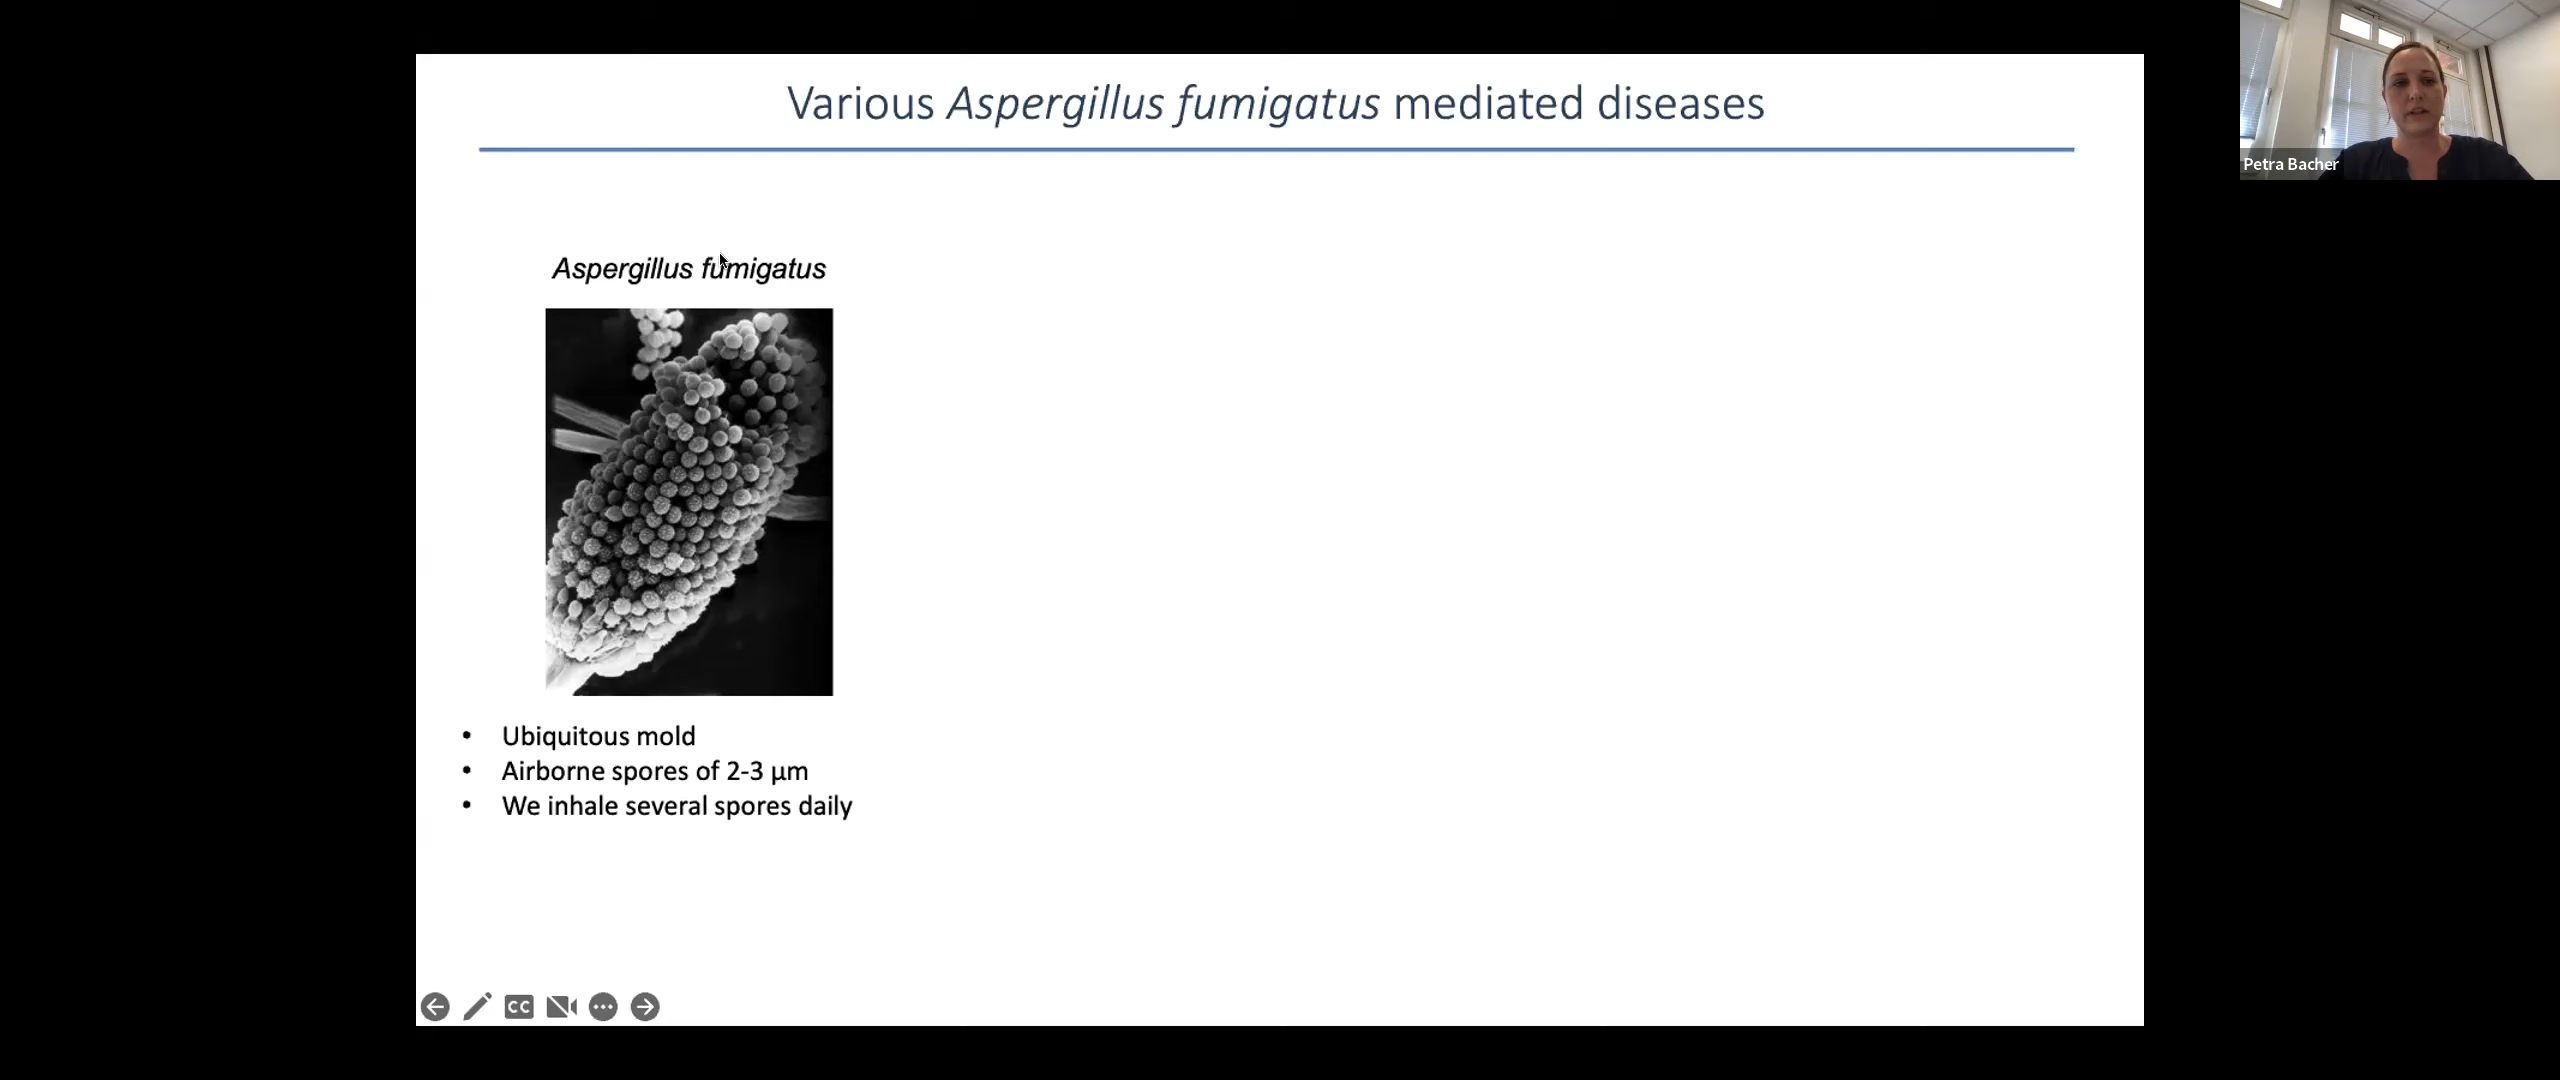 Various Aspergillus fumigatus mediated diseases
Petra Bacher
Aspergillus fumigatus
• Ubiquitous mold
• Airborne spores of 2-3 µm
• We inhale several spores daily
CC